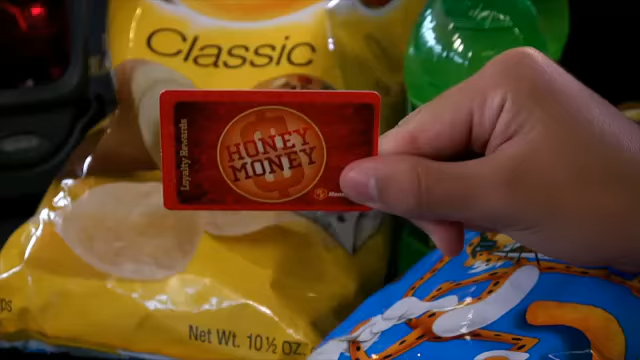 Classic
Loyalty Rewards
HONEY
MONEY
Net Wt. 10 ½ OZ.